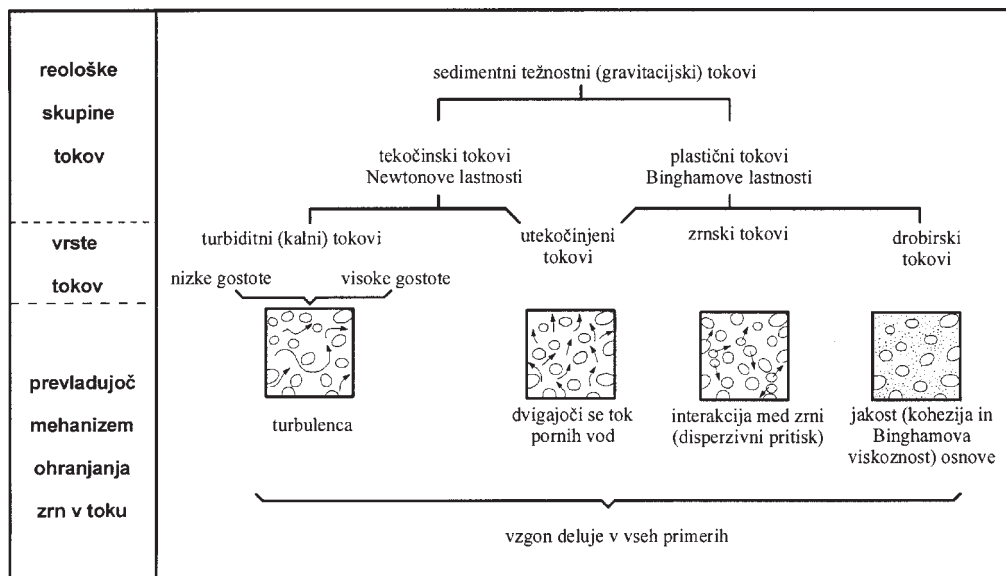 reološke
skupine
tokov
sedimentni težnostni (gravitacijski) tokovi
tekočinski tokovi
Newtonove lastnosti
plastični tokovi
Binghamove lastnosti
vrste
tokov
turbiditni (kalni) tokovi
utekočinjeni
tokovi
zrnski tokovi
drobirski
tokovi
nizke gostote
visoke gostote
prevladujoč
mehanizem
ohranjanja
zrn v toku
turbulenca
dvigajoči se tok
pornih vod
interakcija med zrni
(disperzivni pritisk)
jakost (kohezija in
Binghamova
viskoznost) osnove
vzgon deluje v vseh primerih